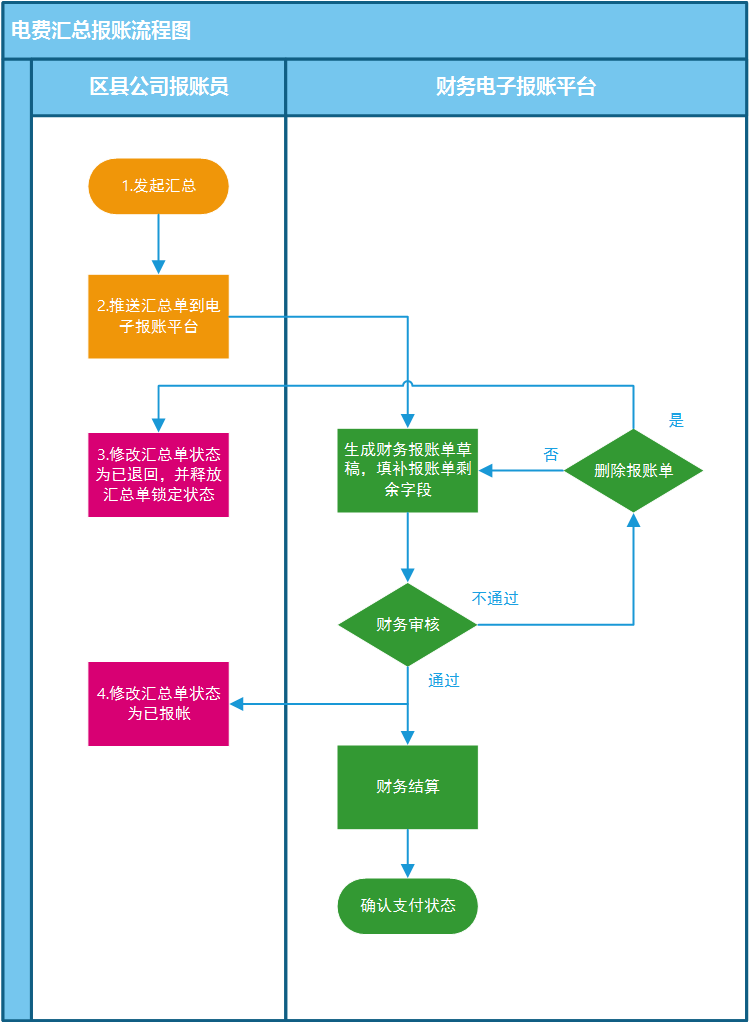 电费汇总报账流程图
区县公司报账员
财务电子报账平台
1.发起汇总
2.推送汇总单到电
子报账平台
3.修改汇总单状态
为已退回，并释放
汇总单锁定状态
生成财务报账单草
稿，填补报账单剩
余字段
否
是
删除报账单
不通过
财务审核
通过
4.修改汇总单状态
为已报帐
财务结算
确认支付状态